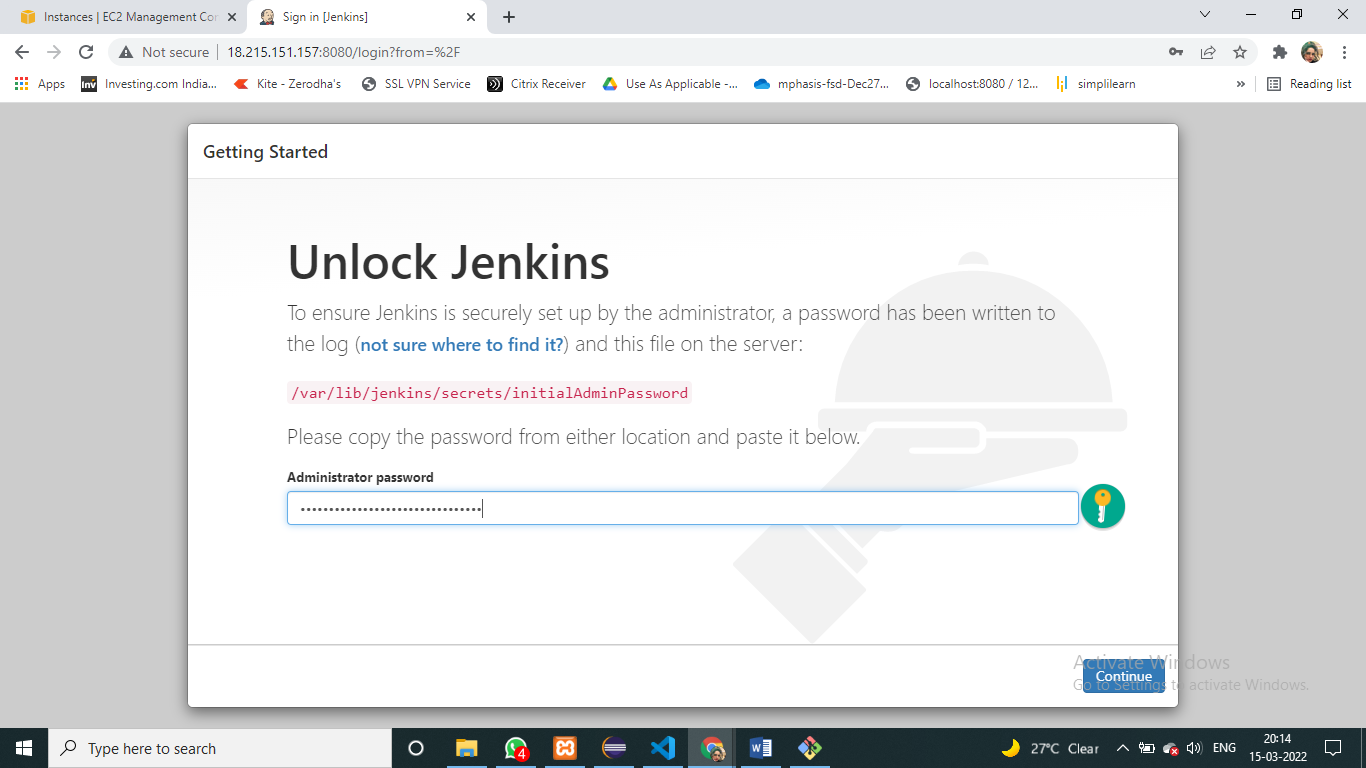 Instances | EC2 Management Con
Sign in [Jenkins]
Not secure
18.215.151.157:8080/login?from=%2F
Apps
Inv
Investing.com India...
Kite - Zerodha's
SSL VPN Service
Citrix Receiver
Use As Applicable -...
mphasis-fsd-Dec27...
localhost:8080 / 12...
simplilearn
»
Reading list
Getting Started
Unlock Jenkins
To ensure Jenkins is securely set up by the administrator, a password has been written to
the log (not sure where to find it?) and this file on the server:
/var/lib/jenkins/secrets/initialAdminPassword
Please copy the password from either location and paste it below.
Administrator password
Activate Windows
Go to Settings to activate Windows.
Continue
Type here to search
4
27°C Clear
ENG
20:14
15-03-2022